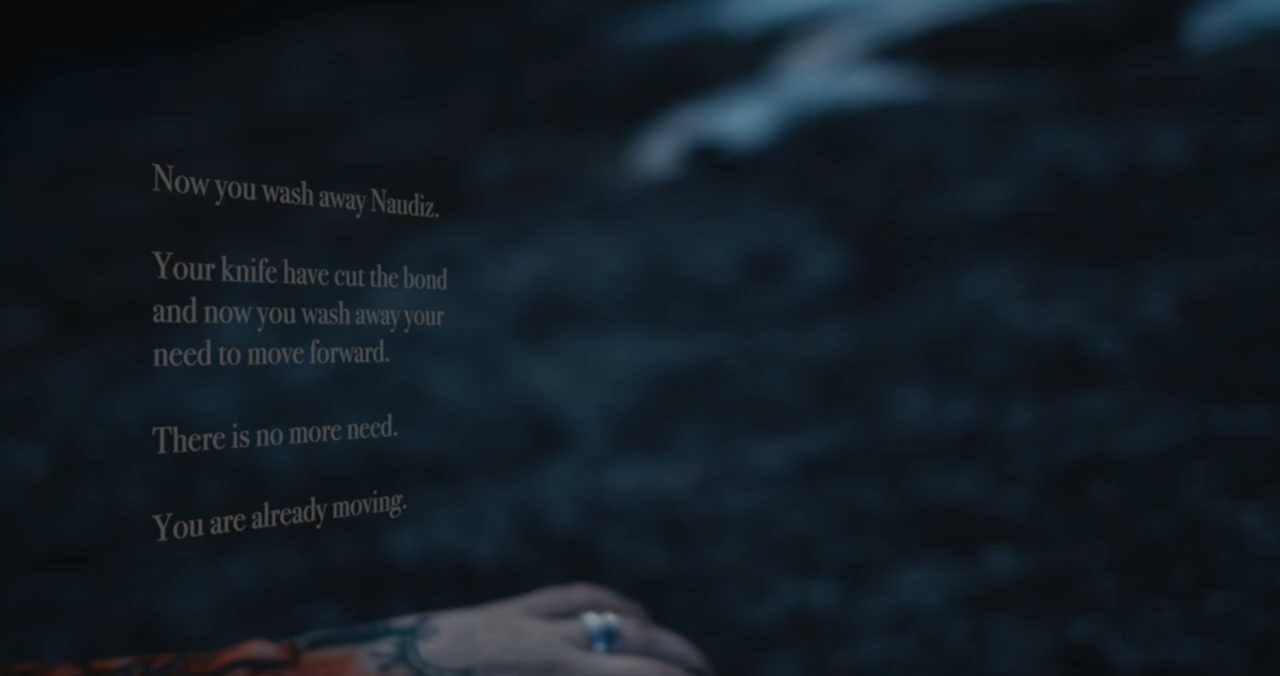 Now you wash away Naudiz.
Your knife have cut the bond
and now you wash away your
need to move forward.
There is no more need.
You are already moving.